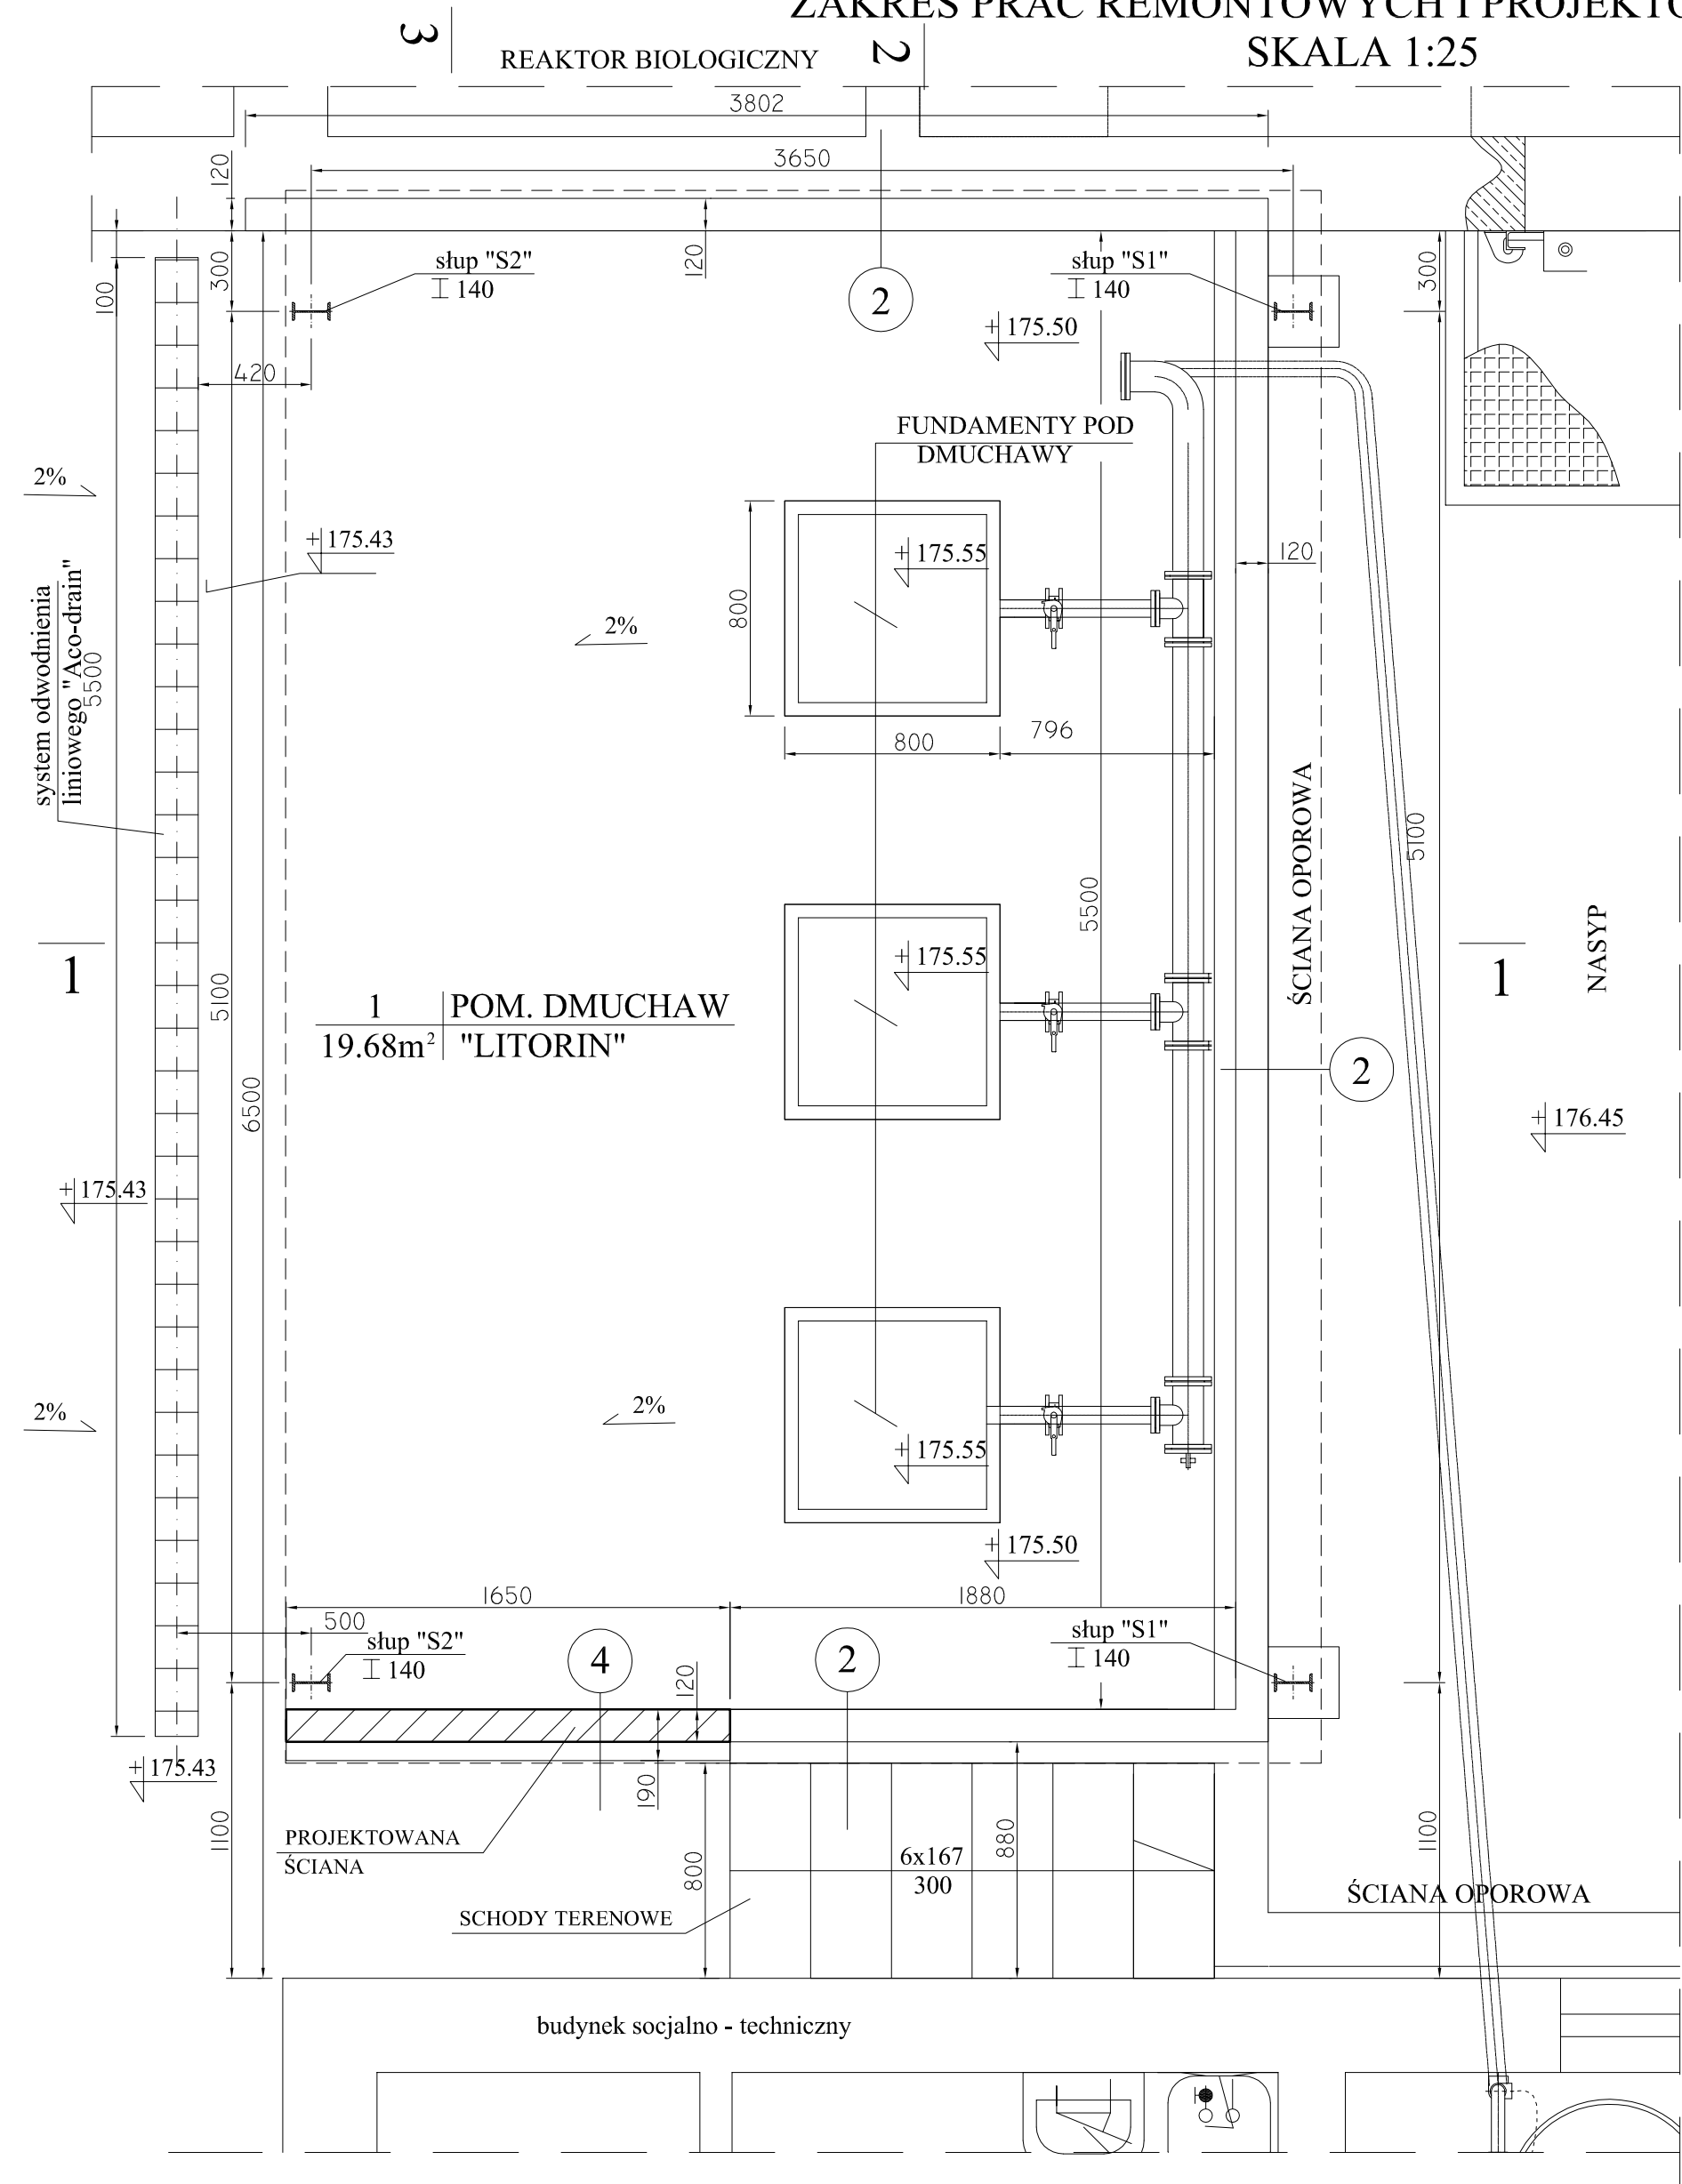 ZAKRES PRAC REMONTOWYCH I PROJEKTO
SKALA 1:25
3
REAKTOR BIOLOGICZNY
2
3802
3650
120
300
100
120
słup "S2"
140
2
słup "S1"
140
300
+ 175.50
420
FUNDAMENTY POD
DMUCHAWY
2%
+ 175.43
+ 175.55
120
800
2%
system odwodnienia
liniowego "Aco-drain"
5500
800
796
ŚCIANA OPOROWA
5100
5500
NASYP
1
+ 175.55
1
5100
1
POM. DMUCHAW
19.68m²
"LITORIN"
2
6500
+ 176.45
+ 175.43
2%
2%
+ 175.55
+ 175.50
1650
1880
500
słup "S2"
140
4
2
słup "S1"
140
120
+ 175.43
190
1100
PROJEKTOWANA
ŚCIANA
800
880
6x167
300
1100
ŚCIANA OPOROWA
SCHODY TERENOWE
budynek socjalno - techniczny